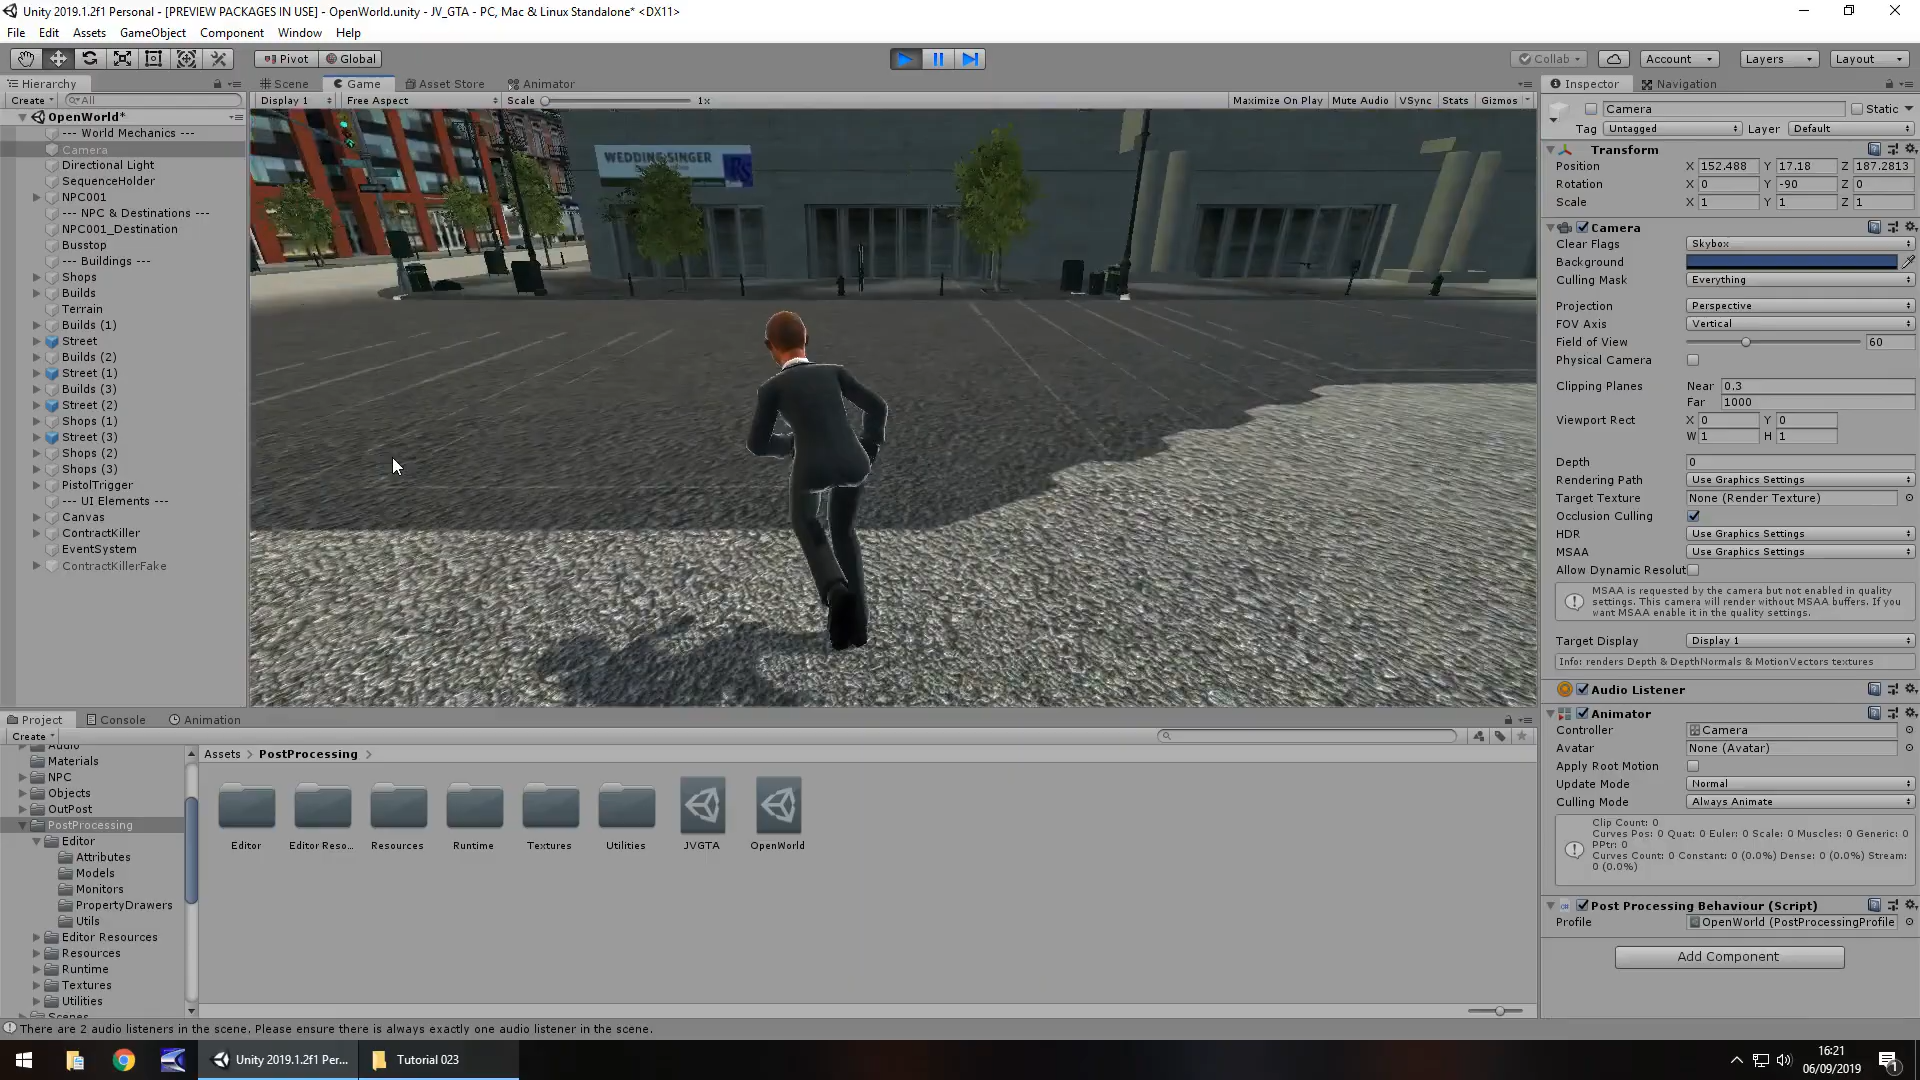 Unity 2019.1.2f1 Personal - [PREVIEW PACKAGES IN USE] - OpenWorld.unity - JV_GTA - PC, Mac & Linux Standalone* <DX11>
File Edit Assets GameObject Component Window Help
Pivot Global Collab Account Layers Layout
Hierarchy
Create All
OpenWorld*
--- World Mechanics ---
Camera
Directional Light
SequenceHolder
NPC001
--- NPC & Destinations ---
NPC001_Destination
Busstop
--- Buildings ---
Shops
Builds
Terrain
Builds (1)
Street
Builds (2)
Street (1)
Builds (3)
Street (2)
Shops (1)
Street (3)
Shops (2)
Shops (3)
PistolTrigger
--- UI Elements ---
Canvas
ContractKiller
EventSystem
ContractKillerFake
Scene Game Asset Store Animator
Display 1 Free Aspect Scale 1x Maximize On Play Mute Audio VSync Stats Gizmos
WEDDING SINGER
Inspector Navigation
Camera Static
Tag Untagged Layer Default
Transform
Position X 152.488 Y 17.18 Z 187.2813
Rotation X 0 Y -90 Z 0
Scale X 1 Y 1 Z 1
Camera
Clear Flags Skybox
Background
Culling Mask Everything
Projection Perspective
FOV Axis Vertical
Field of View 60
Physical Camera
Clipping Planes Near 0.3
Far 1000
Viewport Rect X 0 Y 0
W 1 H 1
Depth 0
Rendering Path Use Graphics Settings
Target Texture None (Render Texture)
Occlusion Culling
HDR Use Graphics Settings
MSAA Use Graphics Settings
Allow Dynamic Resolut
MSAA is requested by the camera but not enabled in quality
settings. This camera will render without MSAA buffers. If you
want MSAA enable it in the quality settings.
Target Display Display 1
Info: renders Depth & DepthNormals & MotionVectors textures
Audio Listener
Animator
Controller Camera
Avatar None (Avatar)
Apply Root Motion
Update Mode Normal
Culling Mode Always Animate
Clip Count: 0
Curves Pos: 0 Quat: 0 Euler: 0 Scale: 0 Muscles: 0 Generic: 0
PPtr: 0
Curves Count: 0 Constant: 0 (0.0%) Dense: 0 (0.0%) Stream:
0 (0.0%)
Post Processing Behaviour (Script)
Profile OpenWorld (PostProcessingProfile
Add Component
Project Console Animation
Create
Audio
Materials
NPC
Objects
OutPost
PostProcessing
Editor
Attributes
Models
Monitors
PropertyDrawers
Utils
Editor Resources
Resources
Runtime
Textures
Utilities
Scenes
Assets > PostProcessing >
Editor Editor Reso... Resources Runtime Textures Utilities JVGTA OpenWorld
There are 2 audio listeners in the scene. Please ensure there is always exactly one audio listener in the scene.
Unity 2019.1.2f1 Per... Tutorial 023
16:21
06/09/2019
1